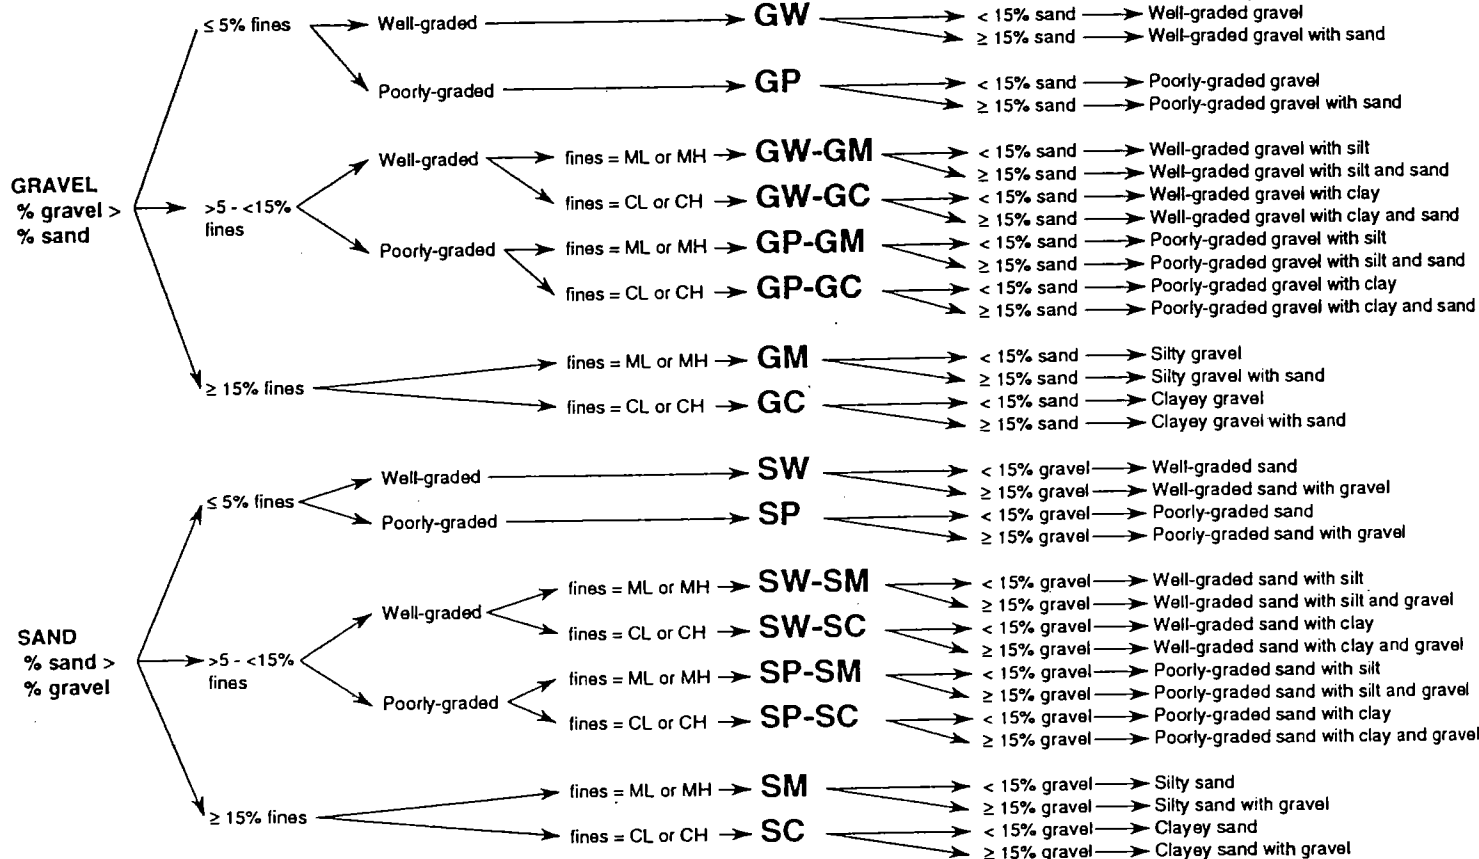 ≤ 5% fines Well-graded GW < 15% sand Well-graded gravel
≥ 15% sand Well-graded gravel with sand
Poorly-graded GP < 15% sand Poorly-graded gravel
≥ 15% sand Poorly-graded gravel with sand
GRAVEL
% gravel >
% sand
>5 - <15%
fines
Well-graded fines = ML or MH GW-GM < 15% sand Well-graded gravel with silt
≥ 15% sand Well-graded gravel with silt and sand
fines = CL or CH GW-GC < 15% sand Well-graded gravel with clay
≥ 15% sand Well-graded gravel with clay and sand
Poorly-graded fines = ML or MH GP-GM < 15% sand Poorly-graded gravel with silt
≥ 15% sand Poorly-graded gravel with silt and sand
fines = CL or CH GP-GC < 15% sand Poorly-graded gravel with clay
≥ 15% sand Poorly-graded gravel with clay and sand
≥ 15% fines fines = ML or MH GM < 15% sand Silty gravel
≥ 15% sand Silty gravel with sand
fines = CL or CH GC < 15% sand Clayey gravel
≥ 15% sand Clayey gravel with sand
≤ 5% fines Well-graded SW < 15% gravel Well-graded sand
≥ 15% gravel Well-graded sand with gravel
Poorly-graded SP < 15% gravel Poorly-graded sand
≥ 15% gravel Poorly-graded sand with gravel
SAND
% sand >
% gravel
>5 - <15%
fines
Well-graded fines = ML or MH SW-SM < 15% gravel Well-graded sand with silt
≥ 15% gravel Well-graded sand with silt and gravel
fines = CL or CH SW-SC < 15% gravel Well-graded sand with clay
≥ 15% gravel Well-graded sand with clay and gravel
Poorly-graded fines = ML or MH SP-SM < 15% gravel Poorly-graded sand with silt
≥ 15% gravel Poorly-graded sand with silt and gravel
fines = CL or CH SP-SC < 15% gravel Poorly-graded sand with clay
≥ 15% gravel Poorly-graded sand with clay and gravel
≥ 15% fines fines = ML or MH SM < 15% gravel Silty sand
≥ 15% gravel Silty sand with gravel
fines = CL or CH SC < 15% gravel Clayey sand
≥ 15% gravel Clayey sand with gravel